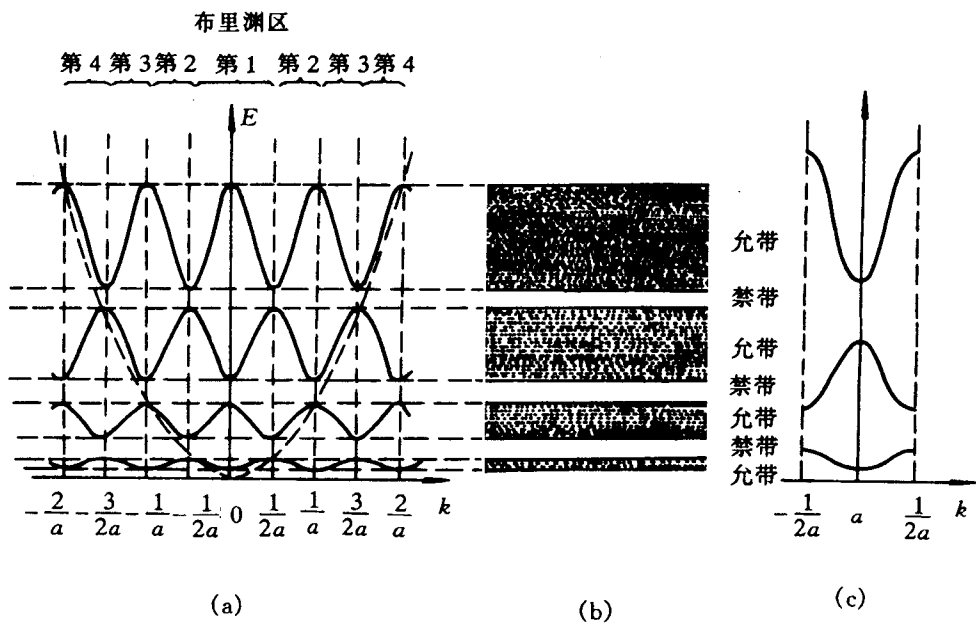 布里渊区
第4 第3 第2 第1 第2 第3 第4
E
允带
禁带
允带
禁带
允带
禁带
允带
-2/a -3/2a -1/a -1/2a 0 1/2a 1/a 3/2a 2/a k
-1/2a a 1/2a k
(a) (b) (c)